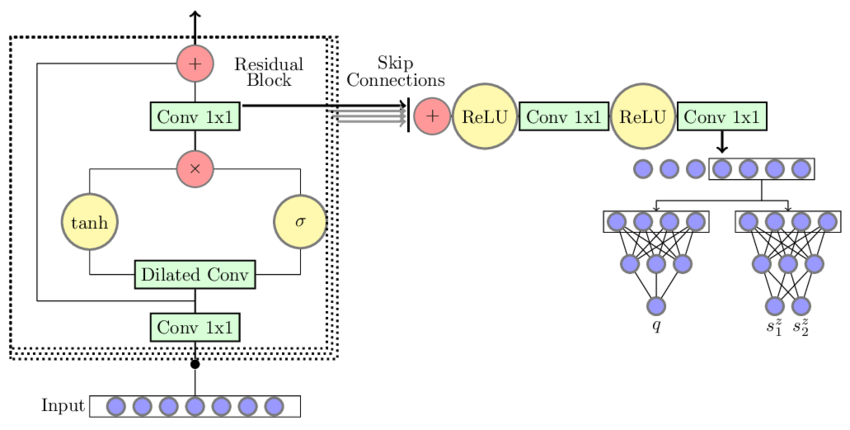 +
Residual
Block
Skip
Connections
Conv 1x1
+
ReLU
Conv 1x1
ReLU
Conv 1x1
×
tanh
σ
Dilated Conv
Conv 1x1
q
s₁ᶻ s₂ᶻ
Input